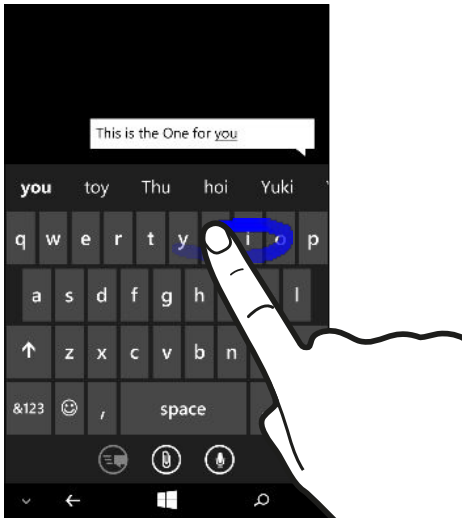 This is the One for you
you toy Thu hoi Yuki
q w e r t y i o p
a s d f g h l
z x c v b n
&123 , space